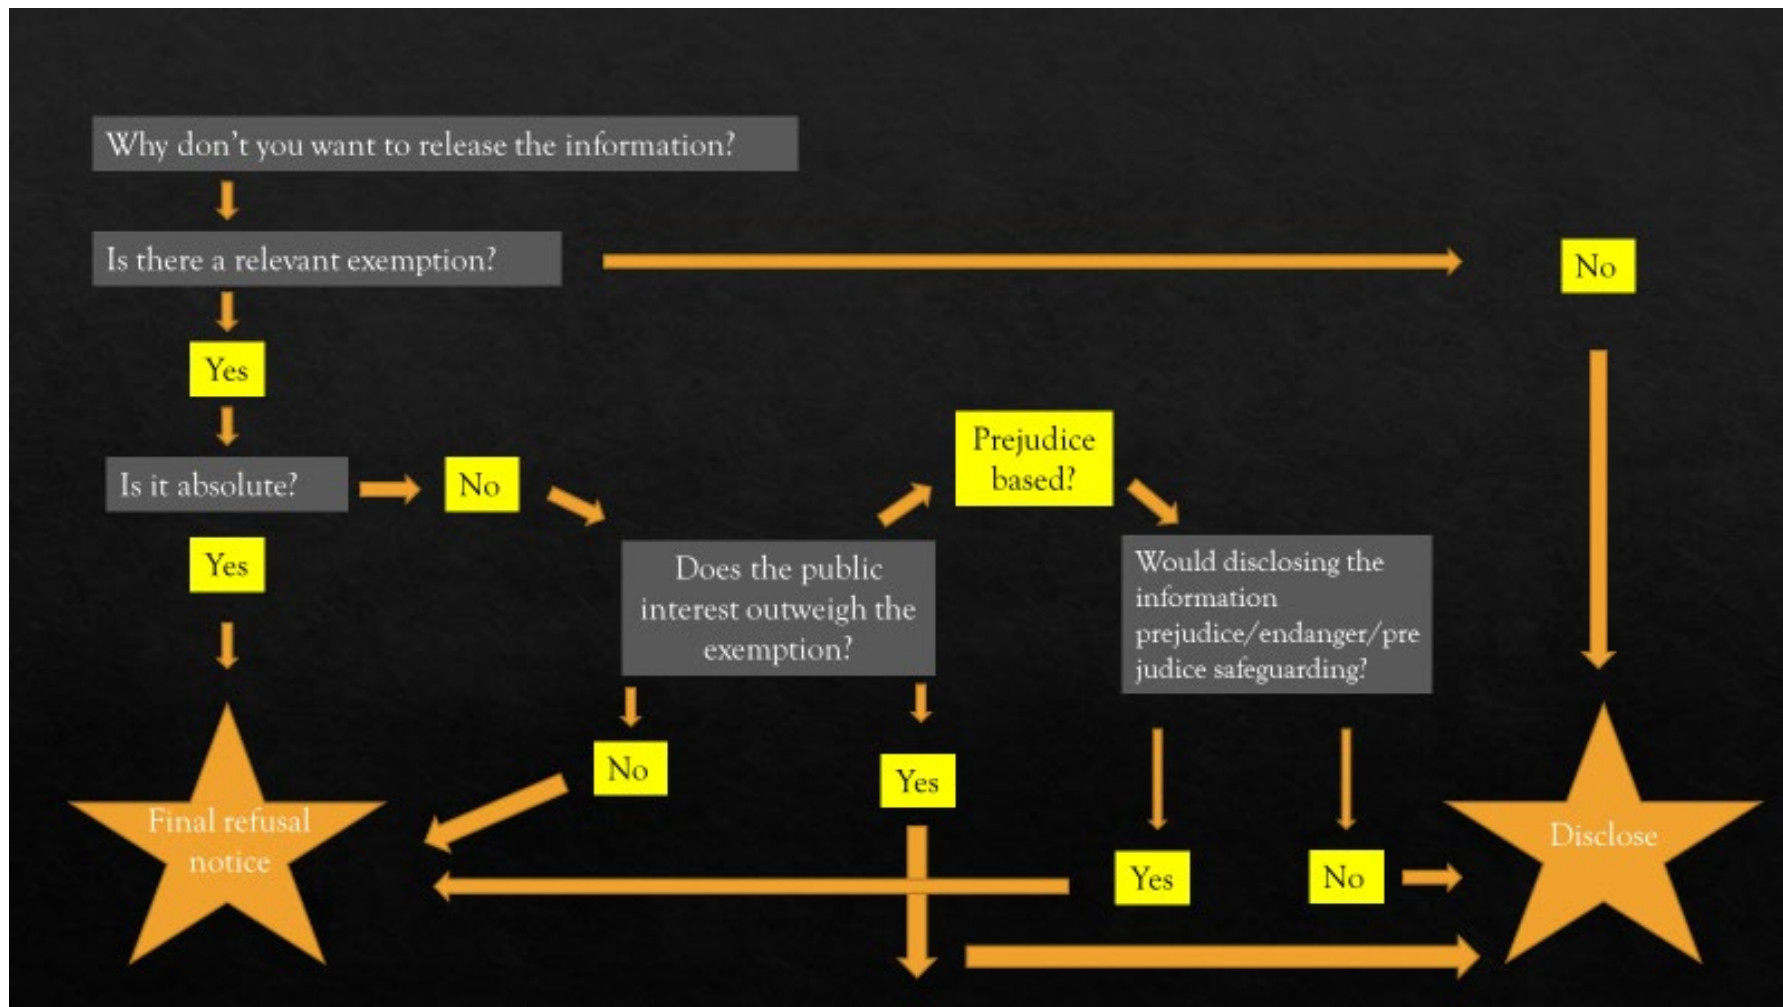 Why don't you want to release the information?
Is there a relevant exemption?
No
Yes
Is it absolute?
No
Prejudice
based?
Yes
Does the public
interest outweigh the
exemption?
Would disclosing the
information
prejudice/endanger/pre
judice safeguarding?
No
Yes
Final refusal
notice
Yes
No
Disclose